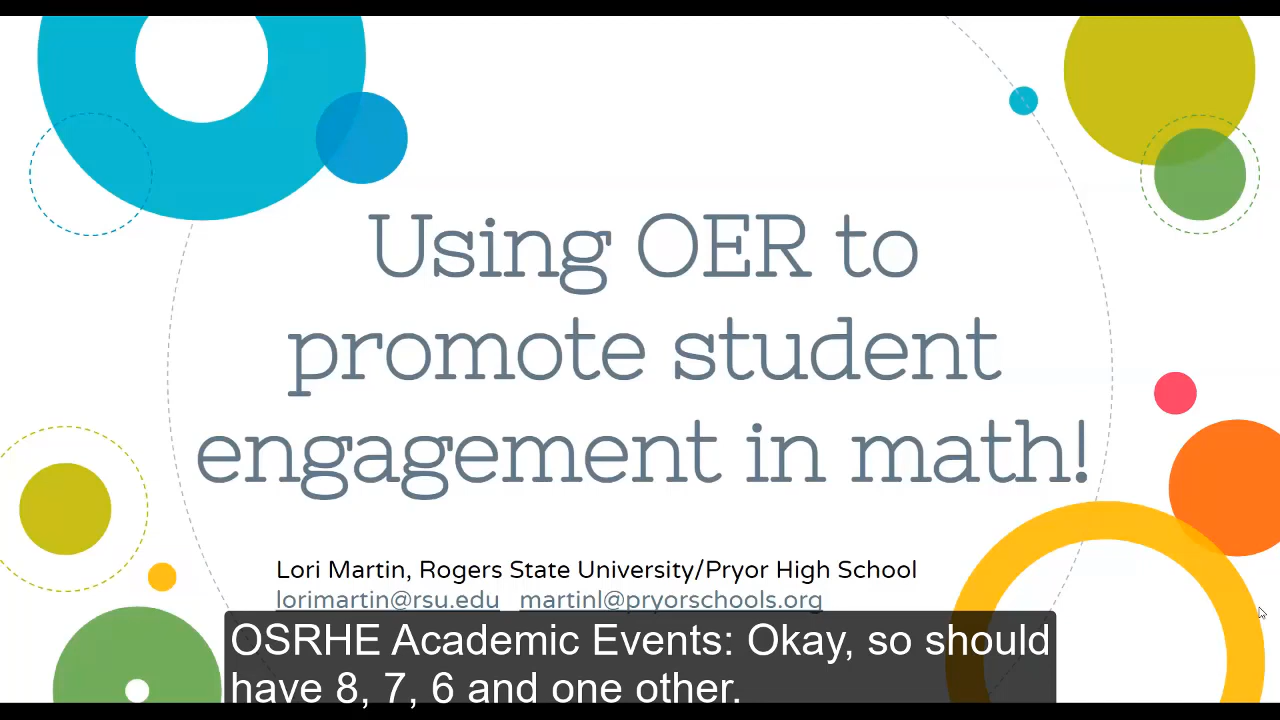 Using OER to
promote student
engagement in math!
Lori Martin, Rogers State University/Pryor High School
lorimartin@rsu.edu martinl@pryorschools.org
OSRHE Academic Events: Okay, so should
have 8, 7, 6 and one other.